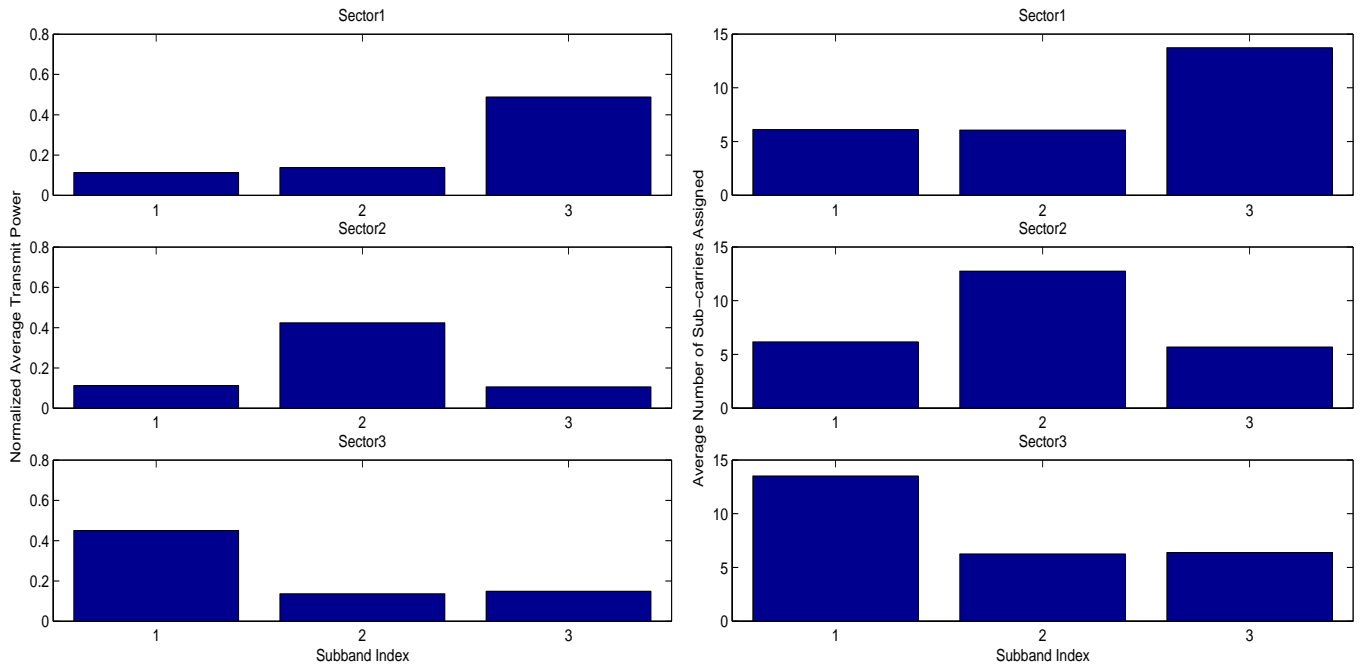 Sector1
0.8
0.6
0.4
0.2
0
1 2 3
Sector2
0.8
0.6
0.4
0.2
0
1 2 3
Sector3
0.8
0.6
0.4
0.2
0
1 2 3
Subband Index
Normalized Average Transmit Power
Sector1
15
10
5
0
1 2 3
Sector2
15
10
5
0
1 2 3
Sector3
15
10
5
0
1 2 3
Subband Index
Average Number of Sub−carriers Assigned